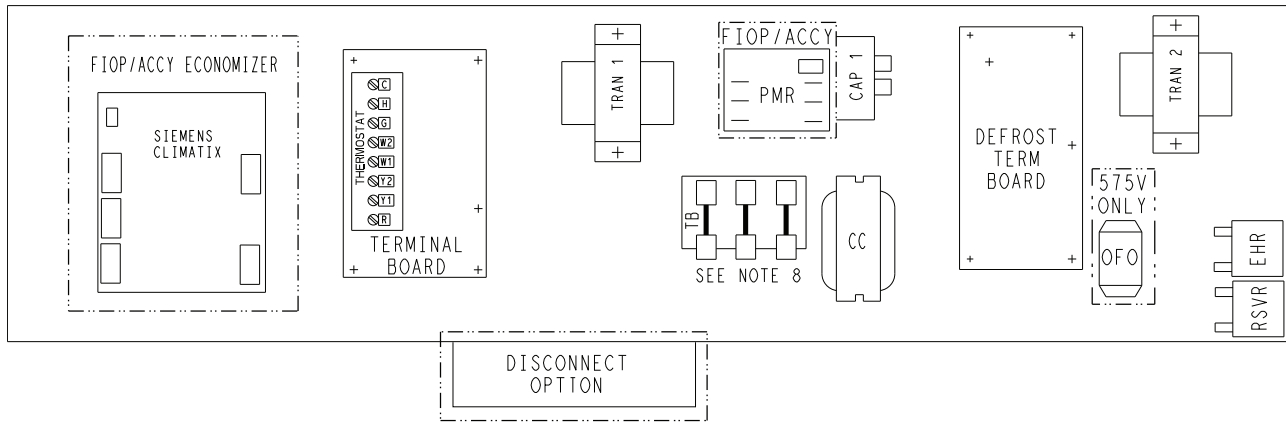 FIOP/ACCY ECONOMIZER
SIEMENS
CLIMATIX
THERMOSTAT
C
H
G
W2
W1
Y2
Y1
R
TERMINAL
BOARD
TRAN 1
FIOP/ACCY
PMR
CAP 1
TB
SEE NOTE 8
CC
DEFROST
TERM
BOARD
TRAN 2
575V
ONLY
OFO
EHR
RSVR
DISCONNECT
OPTION